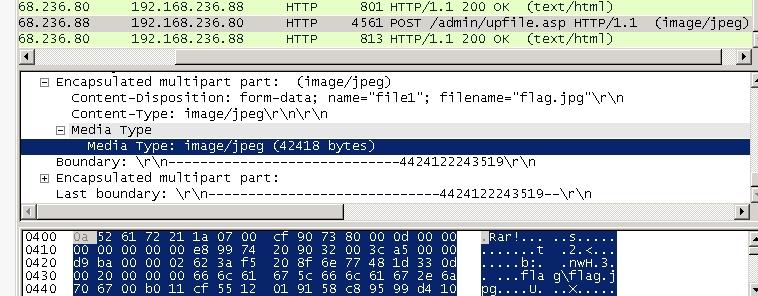 68.236.80 192.168.236.88 HTTP 801 HTTP/1.1 200 OK (text/html)
68.236.88 192.168.236.80 HTTP 4561 POST /admin/upfile.asp HTTP/1.1 (image/jpeg)
68.236.80 192.168.236.88 HTTP 813 HTTP/1.1 200 OK (text/html)
Encapsulated multipart part: (image/jpeg)
Content-Disposition: form-data; name="file1"; filename="flag.jpg"\r\n
Content-Type: image/jpeg\r\n\r\n
Media Type
Media Type: image/jpeg (42418 bytes)
Boundary: \r\n-----------------------------4424122243519\r\n
Encapsulated multipart part:
Last boundary: \r\n-----------------------------4424122243519--\r\n
0400 0a 52 61 72 21 1a 07 00 cf 90 73 80 00 0d 00 00 .Rar!... ..s.....
0410 00 00 00 00 00 e8 99 74 20 90 32 00 3c a5 00 00 .......t .2.<...
0420 d9 ba 00 00 02 62 3a f5 20 8f 6e 77 48 1d 33 0d .....b:. .nwH.3.
0430 00 20 00 00 00 66 6c 61 67 5c 66 6c 61 67 2e 6a . ...fla g\flag.j
0440 70 67 00 b0 11 cf 55 12 01 91 58 c8 95 99 d4 10 pg....U. ..X.....